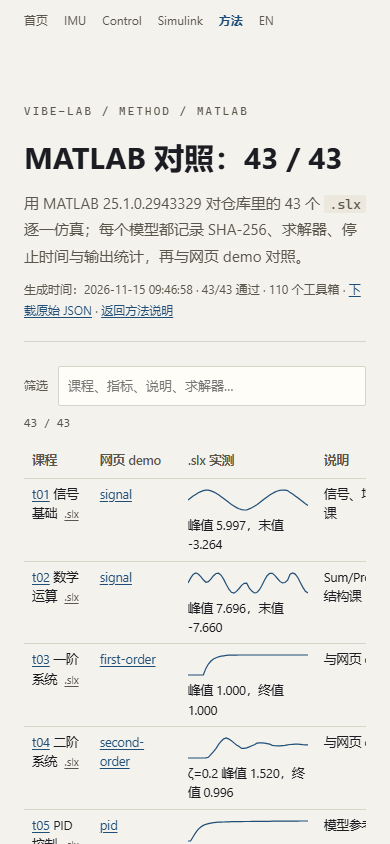 首页 IMU Control Simulink 方法 EN
VIBE-LAB / METHOD / MATLAB
MATLAB 对照：43 / 43
用 MATLAB 25.1.0.2943329 对仓库里的 43 个 .slx
逐一仿真；每个模型都记录 SHA-256、求解器、停
止时间与输出统计，再与网页 demo 对照。
生成时间：2026-11-15 09:46:58 · 43/43 通过 · 110 个工具箱 · 下
载原始 JSON · 返回方法说明
筛选 课程、指标、说明、求解器…
43 / 43
课程 网页 demo .slx 实测 说明
t01 信号 signal 信号、
基础 .slx 课
峰值 5.997，末值
-3.264
t02 数学 signal Sum/Pro
运算 .slx 结构课
峰值 7.696，末值
-7.660
t03 一阶 first-order 与网页
系统 .slx
峰值 1.000，终值
1.000
t04 二阶 second- 与网页
系统 .slx order
ζ=0.2 峰值 1.520，终
值 0.996
t05 PID pid 模型参